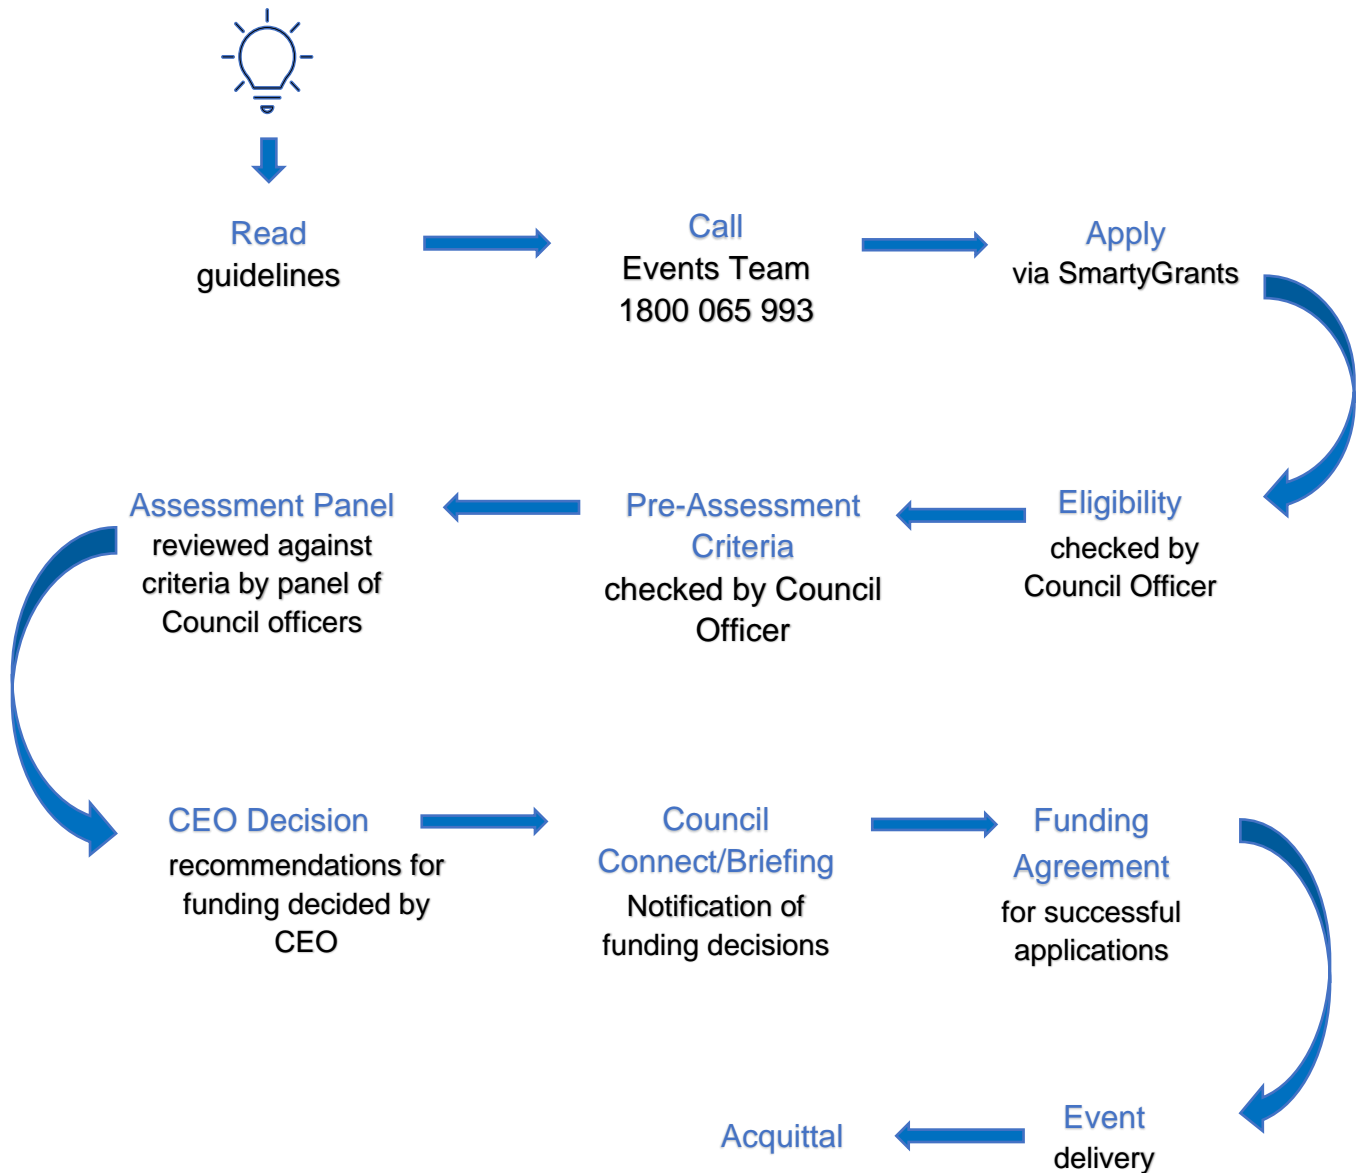 Read
guidelines
Call
Events Team
1800 065 993
Apply
via SmartyGrants
Eligibility
checked by
Council Officer
Pre-Assessment
Criteria
checked by Council
Officer
Assessment Panel
reviewed against
criteria by panel of
Council officers
CEO Decision
recommendations for
funding decided by
CEO
Council
Connect/Briefing
Notification of
funding decisions
Funding
Agreement
for successful
applications
Event
delivery
Acquittal